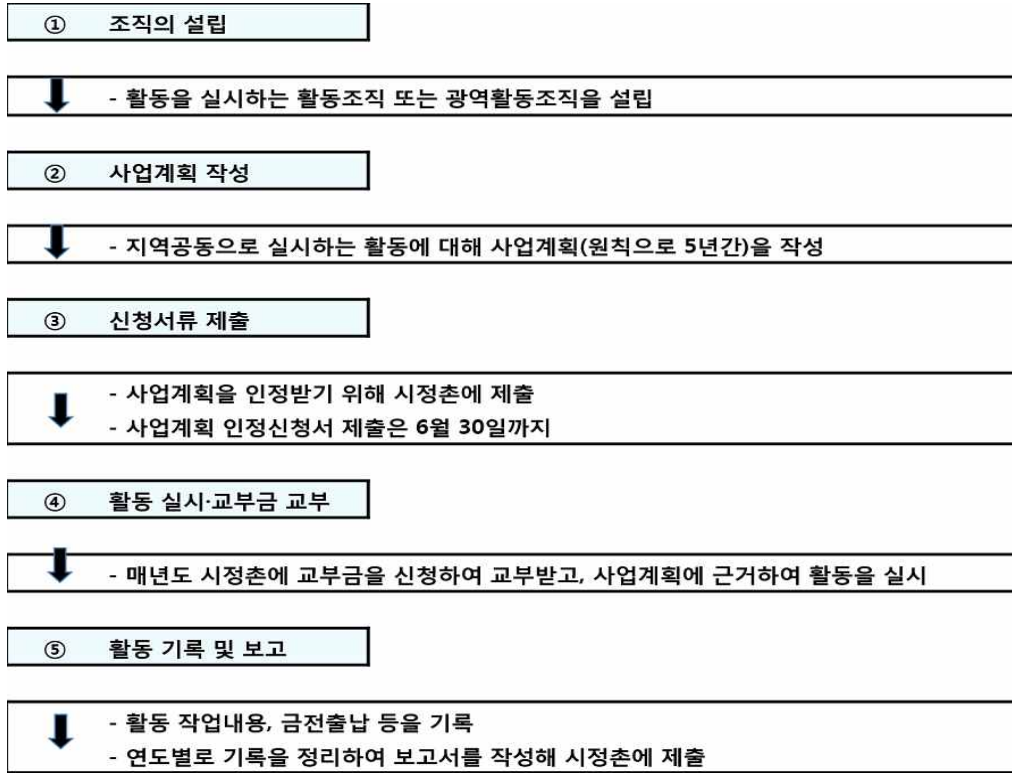 ① 조직의 설립
- 활동을 실시하는 활동조직 또는 광역활동조직을 설립
② 사업계획 작성
- 지역공동으로 실시하는 활동에 대해 사업계획(원칙으로 5년간)을 작성
③ 신청서류 제출
- 사업계획을 인정받기 위해 시정촌에 제출
- 사업계획 인정신청서 제출은 6월 30일까지
④ 활동 실시·교부금 교부
- 매년도 시정촌에 교부금을 신청하여 교부받고, 사업계획에 근거하여 활동을 실시
⑤ 활동 기록 및 보고
- 활동 작업내용, 금전출납 등을 기록
- 연도별로 기록을 정리하여 보고서를 작성해 시정촌에 제출